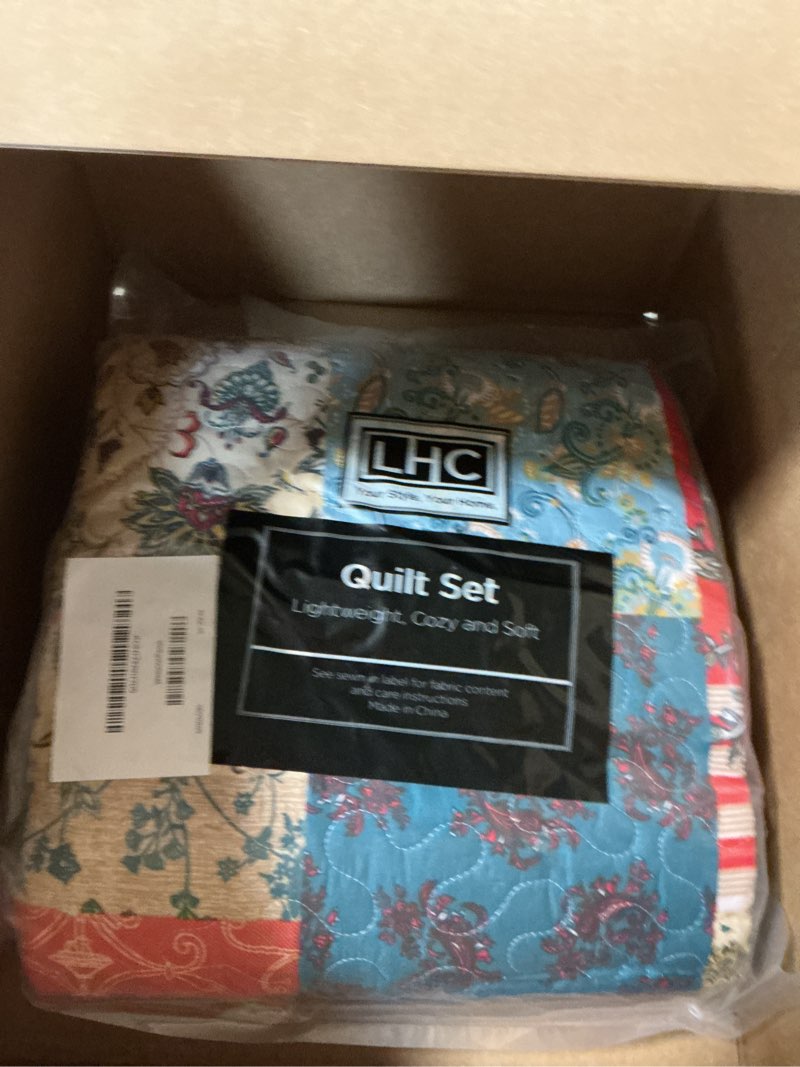 LHC
Your Style. Your Home.
Quilt Set
Lightweight, Cozy and Soft
See sewn in label for fabric content
and care instructions
Made in China